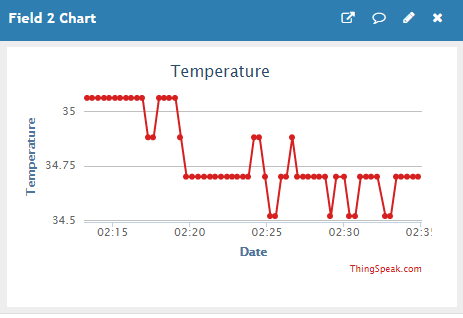 Field 2 Chart
Temperature
35
34.75
34.5
Temperature
02:15 02:20 02:25 02:30
Date
ThingSpeak.com